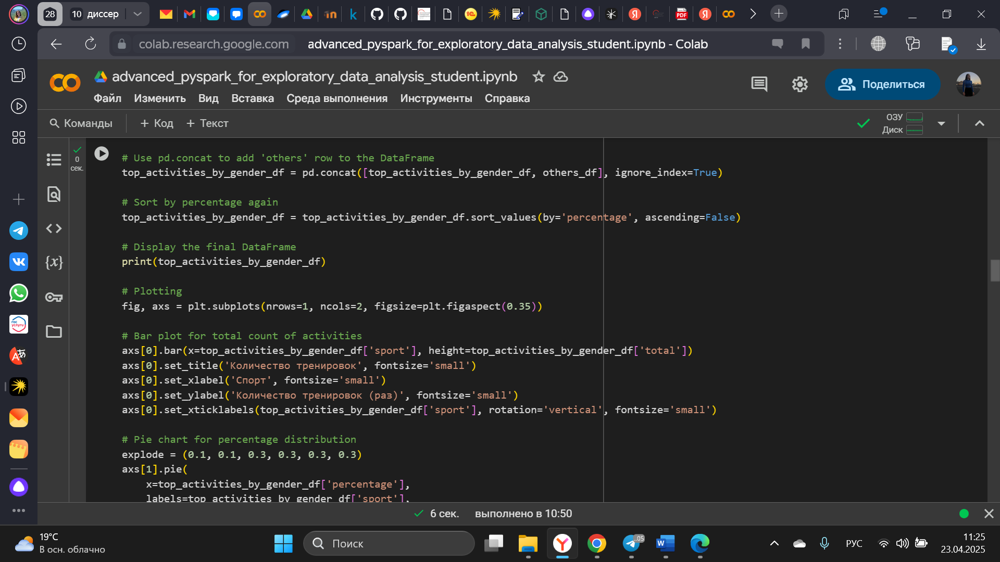 28
10 диссер
colab.research.google.com
advanced_pyspark_for_exploratory_data_analysis_student.ipynb - Colab
advanced_pyspark_for_exploratory_data_analysis_student.ipynb
Файл Изменить Вид Вставка Среда выполнения Инструменты Справка
Поделиться
Команды
+ Код + Текст
ОЗУ
Диск
0
сек.
# Use pd.concat to add 'others' row to the DataFrame
top_activities_by_gender_df = pd.concat([top_activities_by_gender_df, others_df], ignore_index=True)
# Sort by percentage again
top_activities_by_gender_df = top_activities_by_gender_df.sort_values(by='percentage', ascending=False)
# Display the final DataFrame
print(top_activities_by_gender_df)
# Plotting
fig, axs = plt.subplots(nrows=1, ncols=2, figsize=plt.figaspect(0.35))
# Bar plot for total count of activities
axs[0].bar(x=top_activities_by_gender_df['sport'], height=top_activities_by_gender_df['total'])
axs[0].set_title('Количество тренировок', fontsize='small')
axs[0].set_xlabel('Спорт', fontsize='small')
axs[0].set_ylabel('Количество тренировок (раз)', fontsize='small')
axs[0].set_xticklabels(top_activities_by_gender_df['sport'], rotation='vertical', fontsize='small')
# Pie chart for percentage distribution
explode = (0.1, 0.1, 0.3, 0.3, 0.3, 0.3)
axs[1].pie(
x=top_activities_by_gender_df['percentage'],
labels=top_activities_by_gender_df['sport'],
6 сек. выполнено в 10:50
19°C
В осн. облачно
Поиск
РУС
11:25
23.04.2025